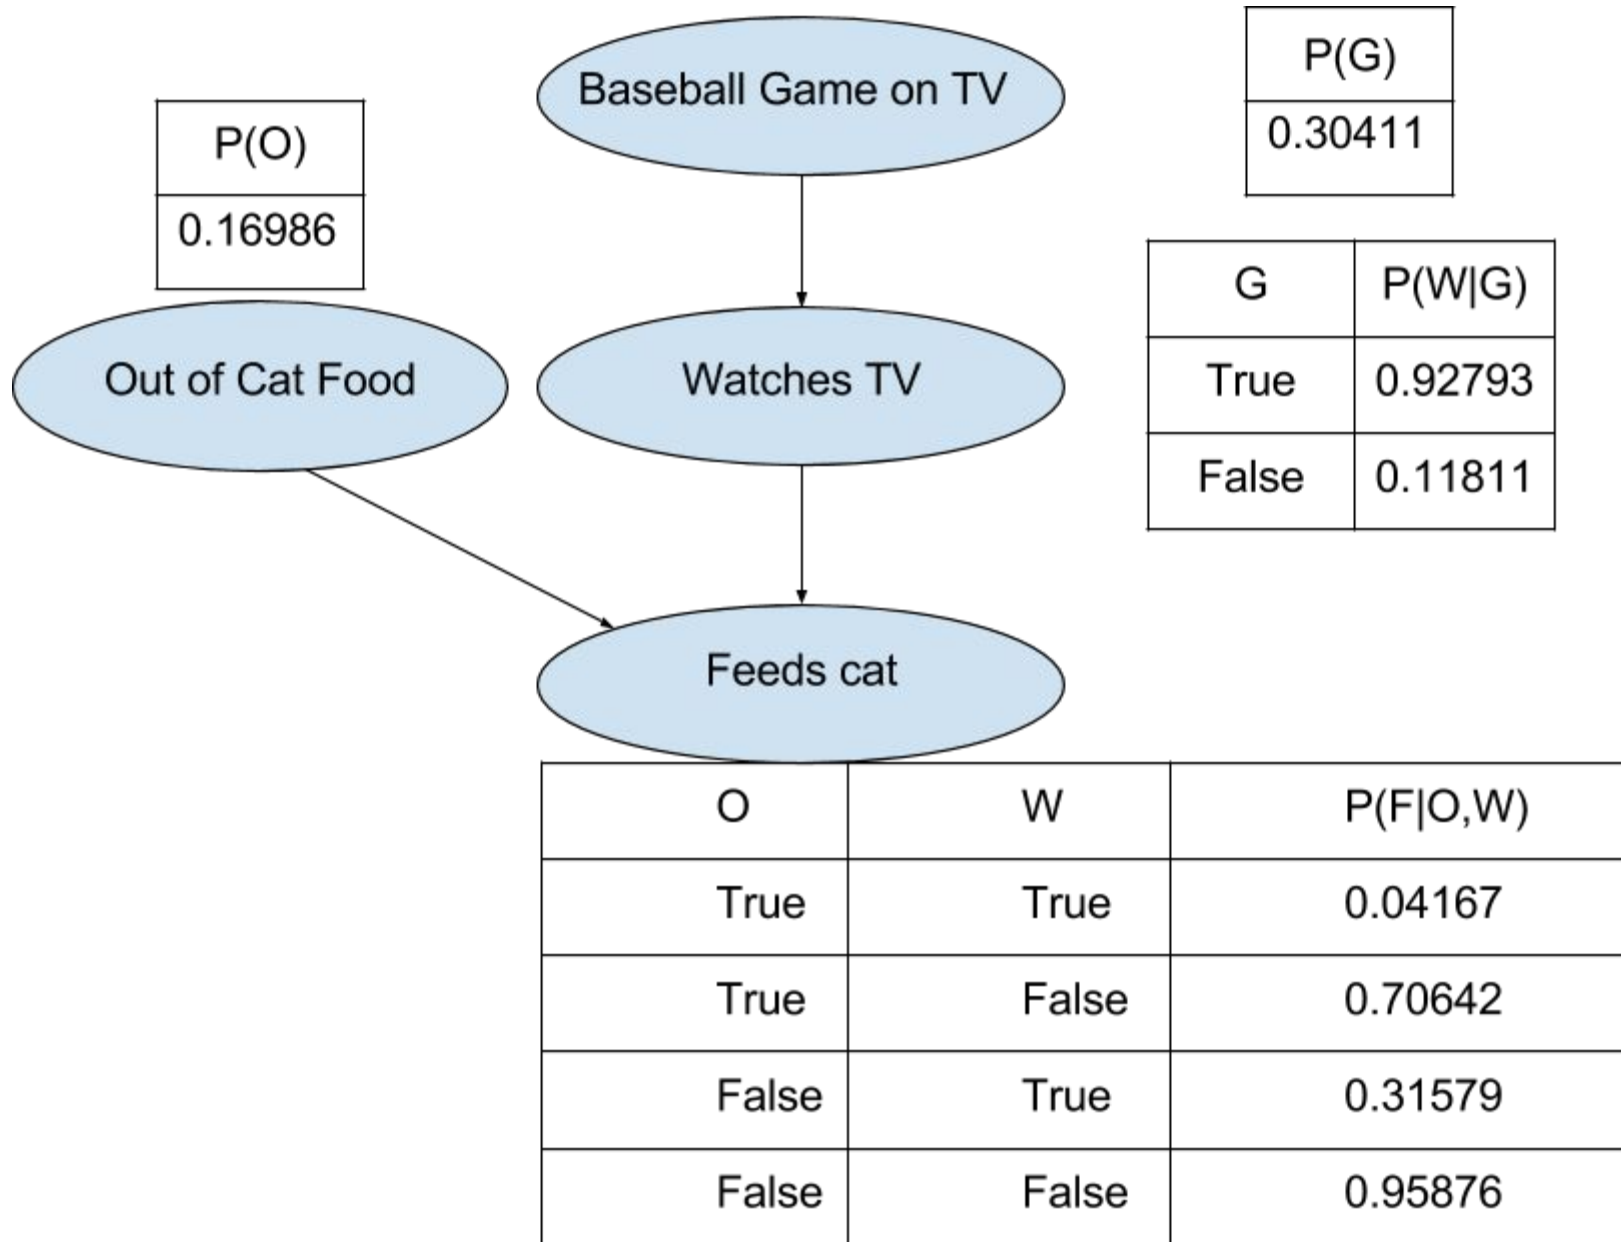 Baseball Game on TV
P(G)
0.30411
P(O)
0.16986
G P(W|G)
True 0.92793
False 0.11811
Out of Cat Food
Watches TV
Feeds cat
O W P(F|O,W)
True True 0.04167
True False 0.70642
False True 0.31579
False False 0.95876